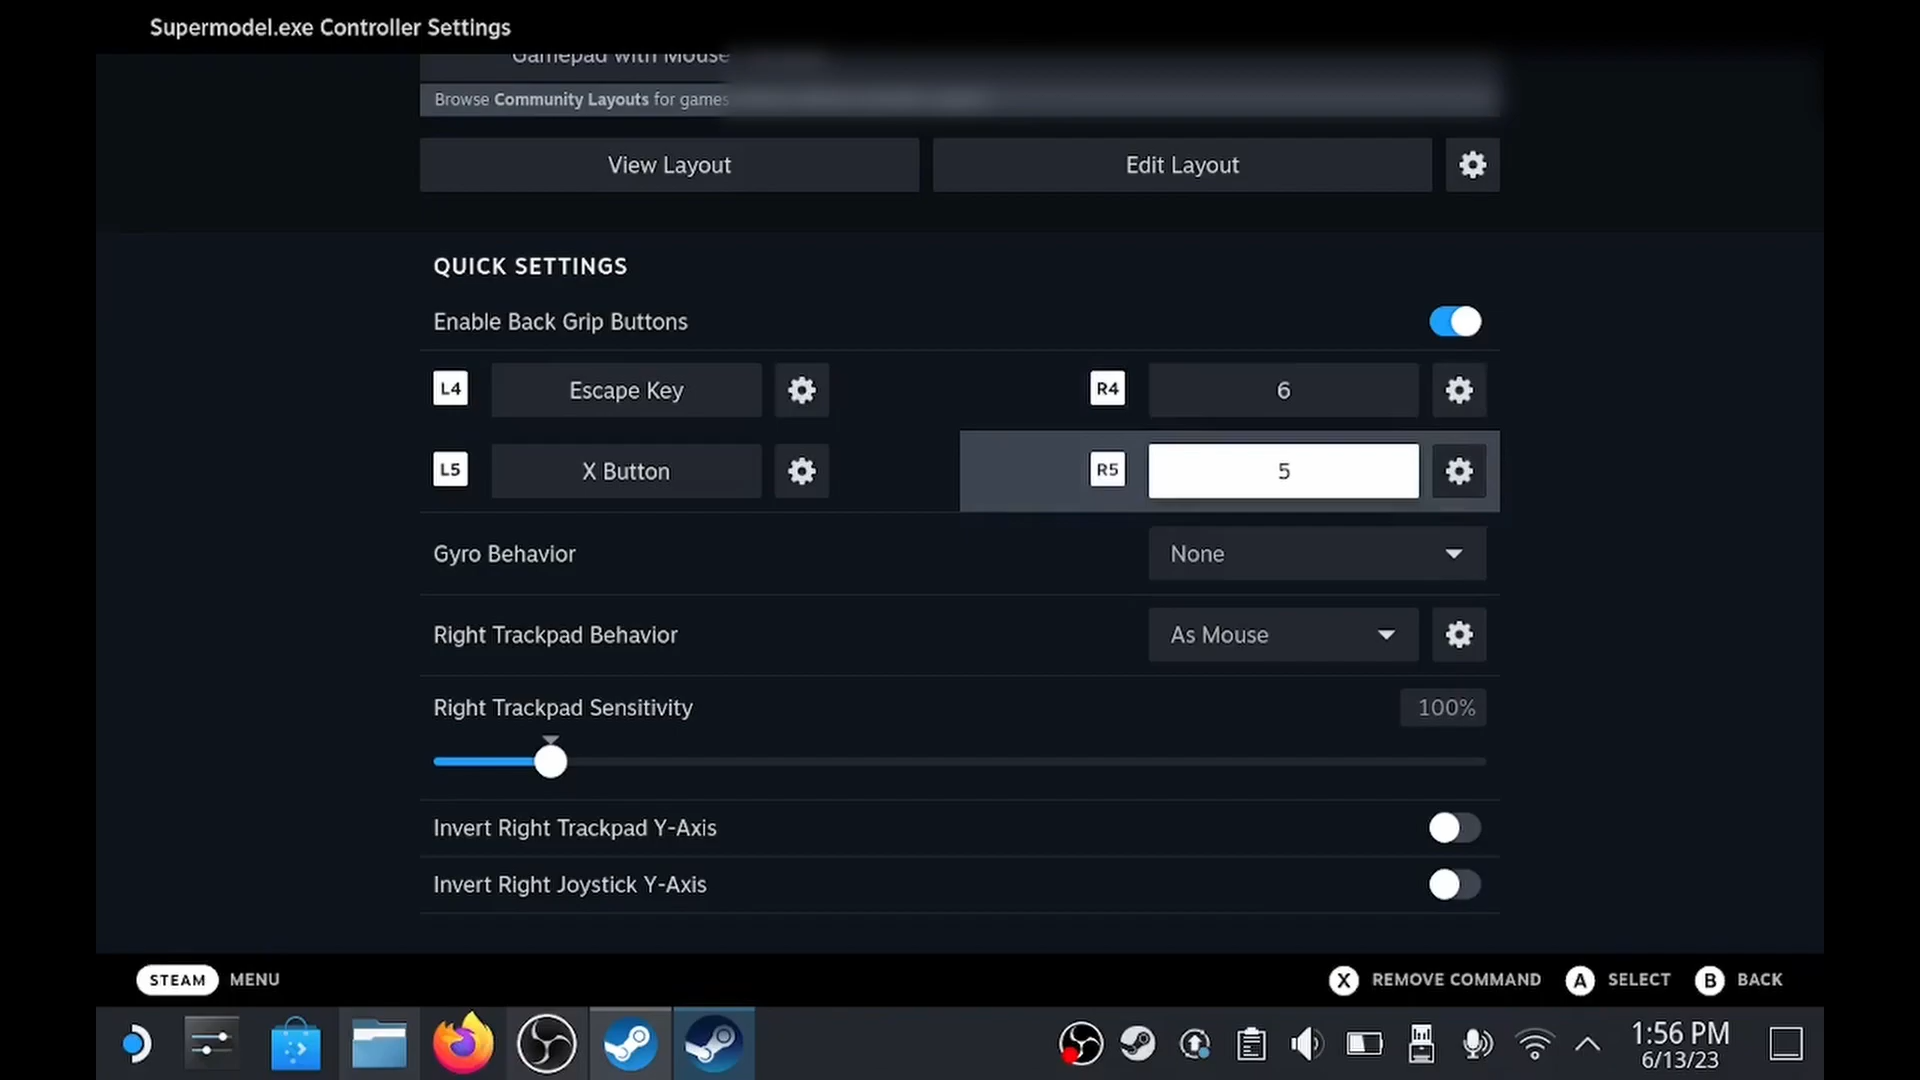 Supermodel.exe Controller Settings
Gamepad With Mouse
Browse Community Layouts for games
View Layout
Edit Layout
QUICK SETTINGS
Enable Back Grip Buttons
L4 Escape Key
R4 6
L5 X Button
R5 5
Gyro Behavior None
Right Trackpad Behavior As Mouse
Right Trackpad Sensitivity 100%
Invert Right Trackpad Y-Axis
Invert Right Joystick Y-Axis
STEAM MENU
X REMOVE COMMAND A SELECT B BACK
1:56 PM
6/13/23